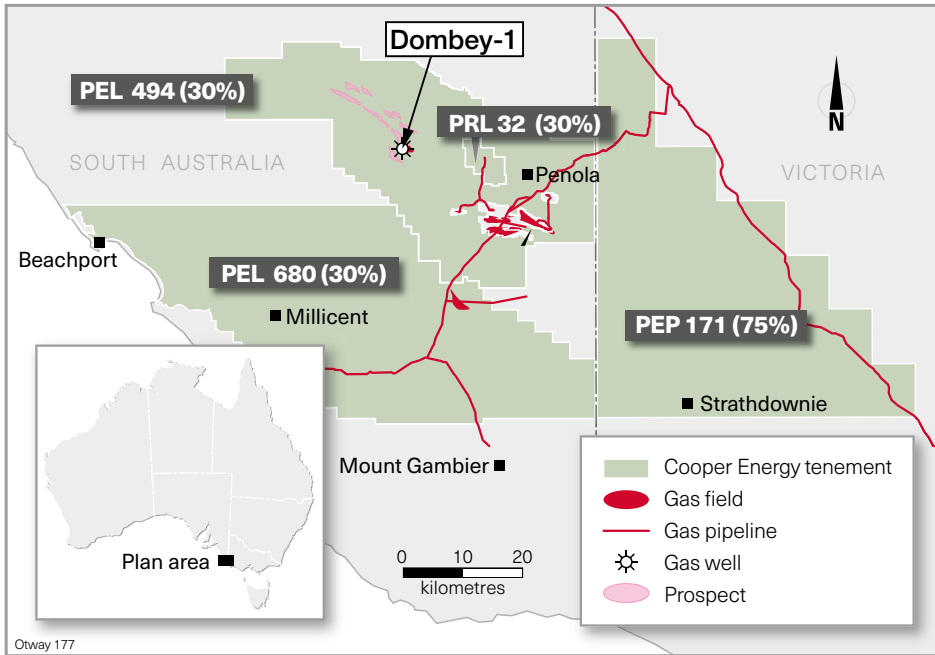 Dombey-1
PEL 494 (30%)
PRL 32 (30%)
N
SOUTH AUSTRALIA
VICTORIA
Penola
Beachport
PEL 680 (30%)
Millicent
PEP 171 (75%)
Strathdownie
Mount Gambier
Plan area
0 10 20
kilometres
Cooper Energy tenement
Gas field
Gas pipeline
Gas well
Prospect
Otway 177